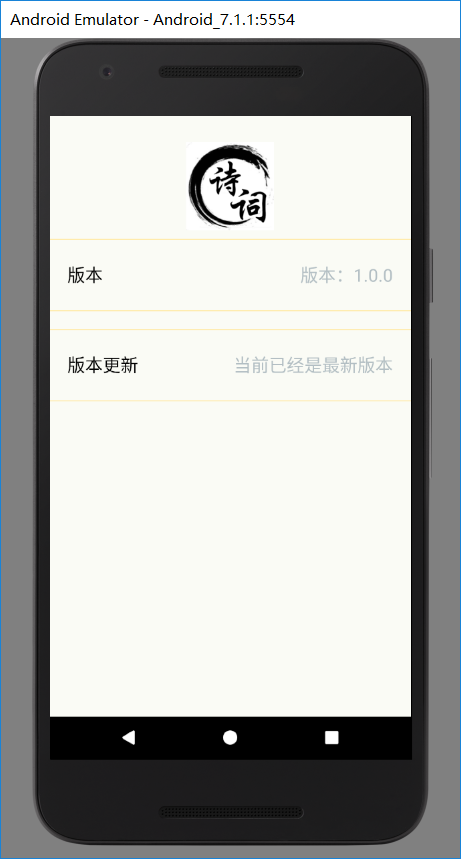 Android Emulator - Android_7.1.1:5554
诗
词
版本 版本：1.0.0
版本更新 当前已经是最新版本